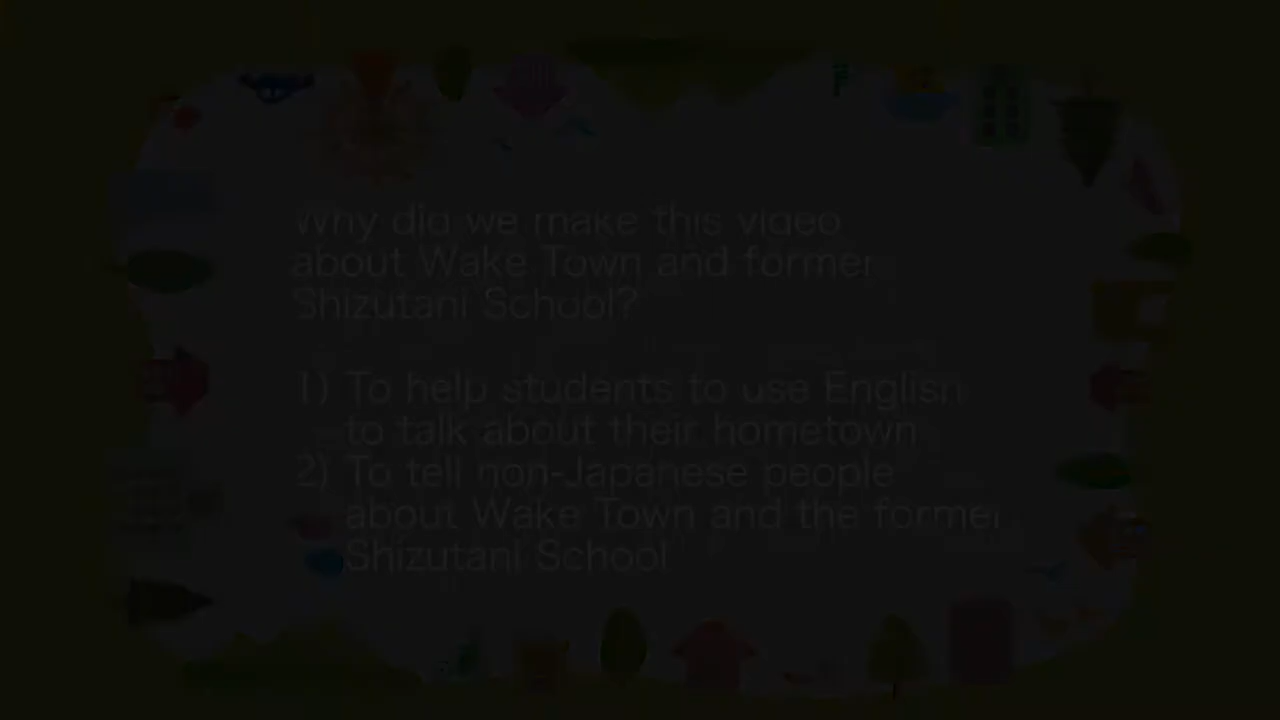 Why did we make this video
about Wake Town and former
Shizutani School?
1) To help students to use English
to talk about their hometown
2) To tell non-Japanese people
about Wake Town and the former
Shizutani School